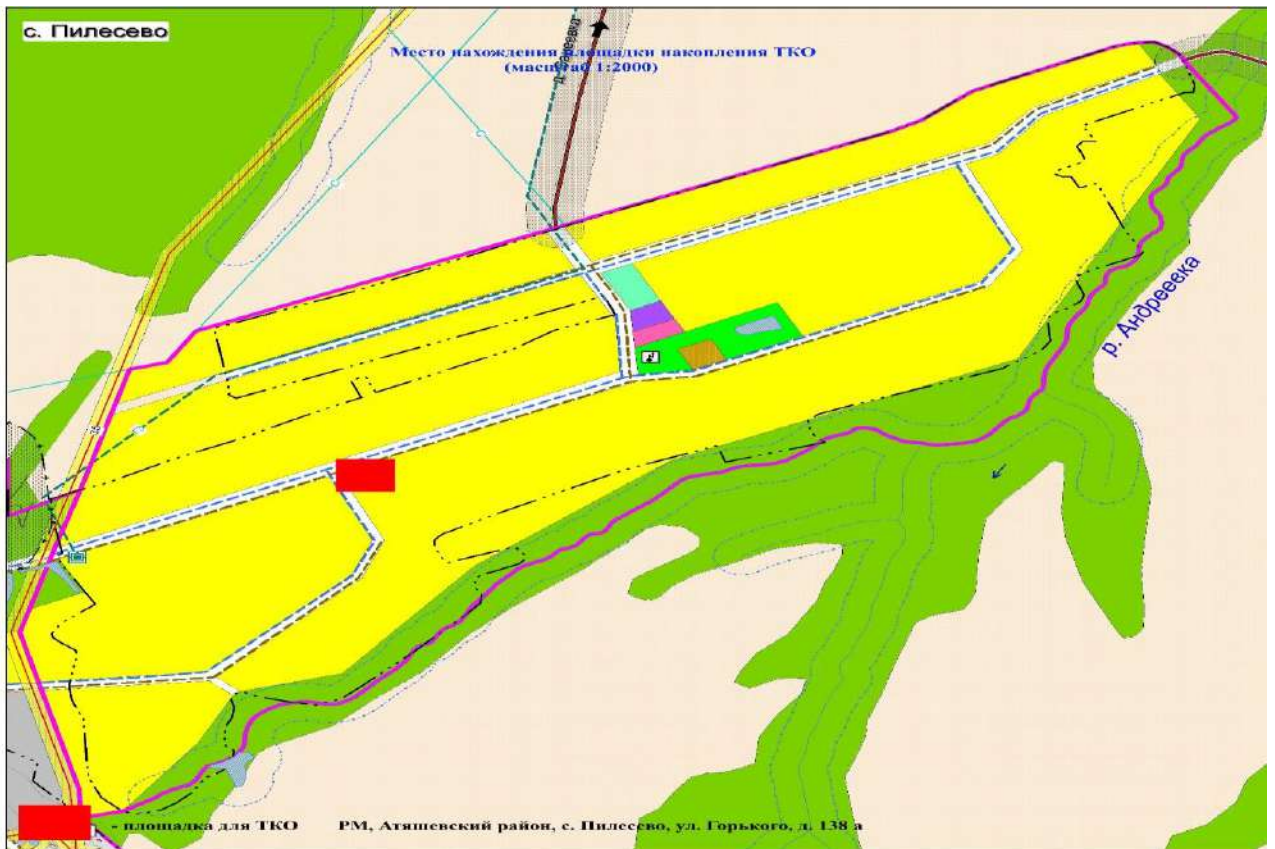 с. Пилесево
Место нахождения площадки накопления ТКО
(масштаб 1:2000)
д. Андреевка
р. Андреевка
- площадка для ТКО РМ, Атяшевский район, с. Пилесево, ул. Горького, д. 138 а